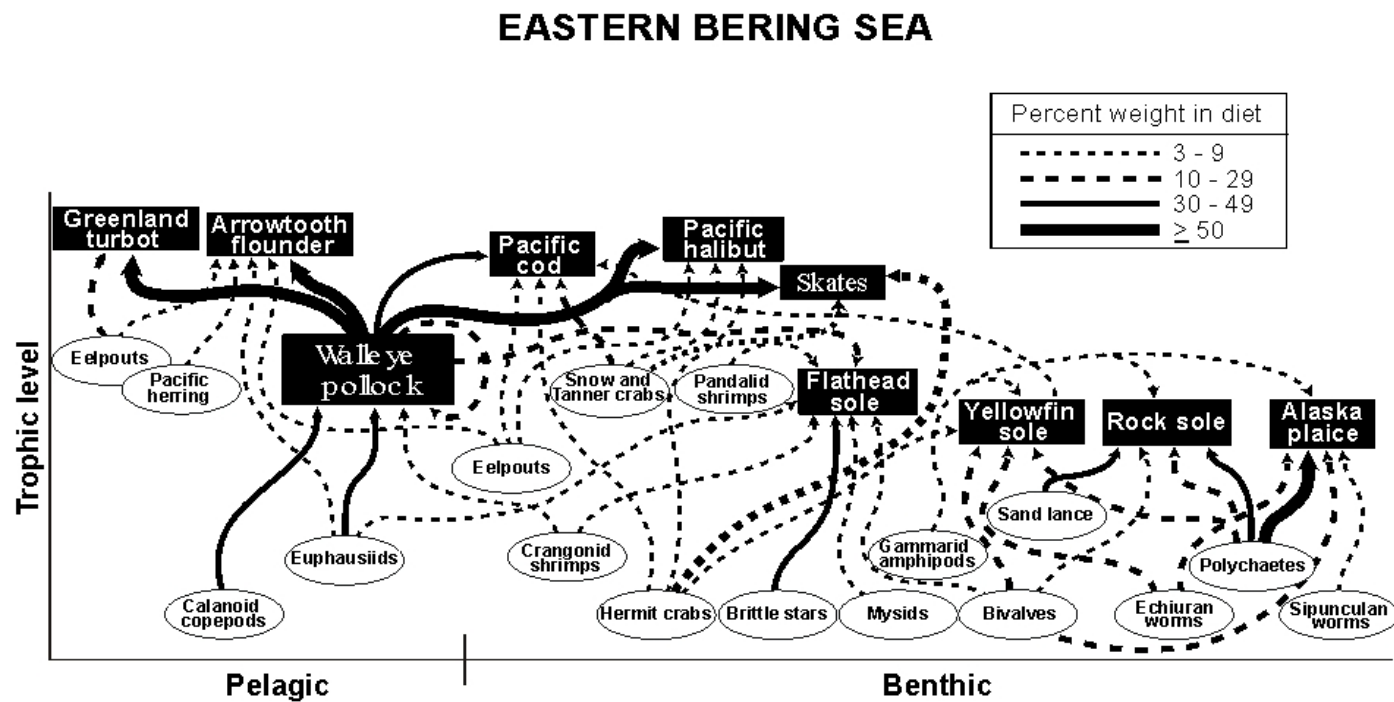 EASTERN BERING SEA
Percent weight in diet
3 - 9
10 - 29
30 - 49
≥ 50
Greenland
turbot
Arrowtooth
flounder
Pacific
cod
Pacific
halibut
Skates
Walleye
pollock
Eelpouts
Pacific
herring
Snow and
Tanner crabs
Pandalid
shrimps
Flathead
sole
Yellowfin
sole
Rock sole
Alaska
plaice
Eelpouts
Sand lance
Euphausiids
Crangonid
shrimps
Gammarid
amphipods
Polychaetes
Calanoid
copepods
Hermit crabs
Brittle stars
Mysids
Bivalves
Echiuran
worms
Sipunculan
worms
Trophic level
Pelagic
Benthic